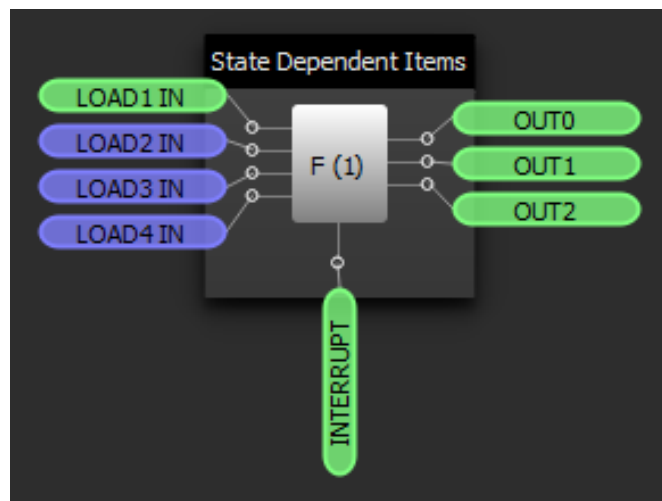 State Dependent Items
LOAD1 IN
LOAD2 IN
LOAD3 IN
LOAD4 IN
F (1)
OUT0
OUT1
OUT2
INTERRUPT